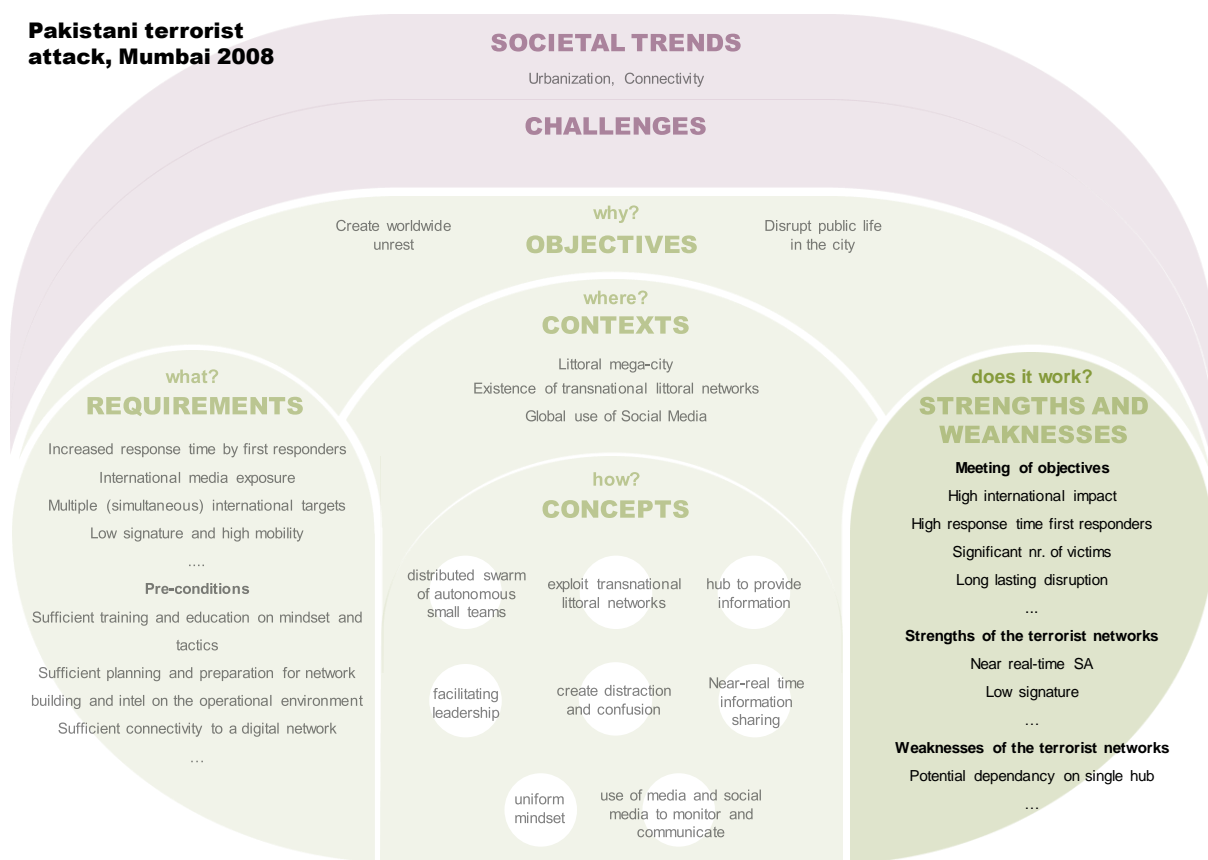 Pakistani terrorist
attack, Mumbai 2008
SOCIETAL TRENDS
Urbanization, Connectivity
CHALLENGES
why?
OBJECTIVES
Create worldwide
unrest
Disrupt public life
in the city
where?
CONTEXTS
Littoral mega-city
Existence of transnational littoral networks
Global use of Social Media
what?
REQUIREMENTS
Increased response time by first responders
International media exposure
Multiple (simultaneous) international targets
Low signature and high mobility
....
Pre-conditions
Sufficient training and education on mindset and
tactics
Sufficient planning and preparation for network
building and intel on the operational environment
Sufficient connectivity to a digital network
...
how?
CONCEPTS
distributed swarm
of autonomous
small teams
exploit transnational
littoral networks
hub to provide
information
facilitating
leadership
create distraction
and confusion
Near-real time
information
sharing
uniform
mindset
use of media and social
media to monitor and
communicate
does it work?
STRENGTHS AND
WEAKNESSES
Meeting of objectives
High international impact
High response time first responders
Significant nr. of victims
Long lasting disruption
...
Strengths of the terrorist networks
Near real-time SA
Low signature
...
Weaknesses of the terrorist networks
Potential dependancy on single hub
...